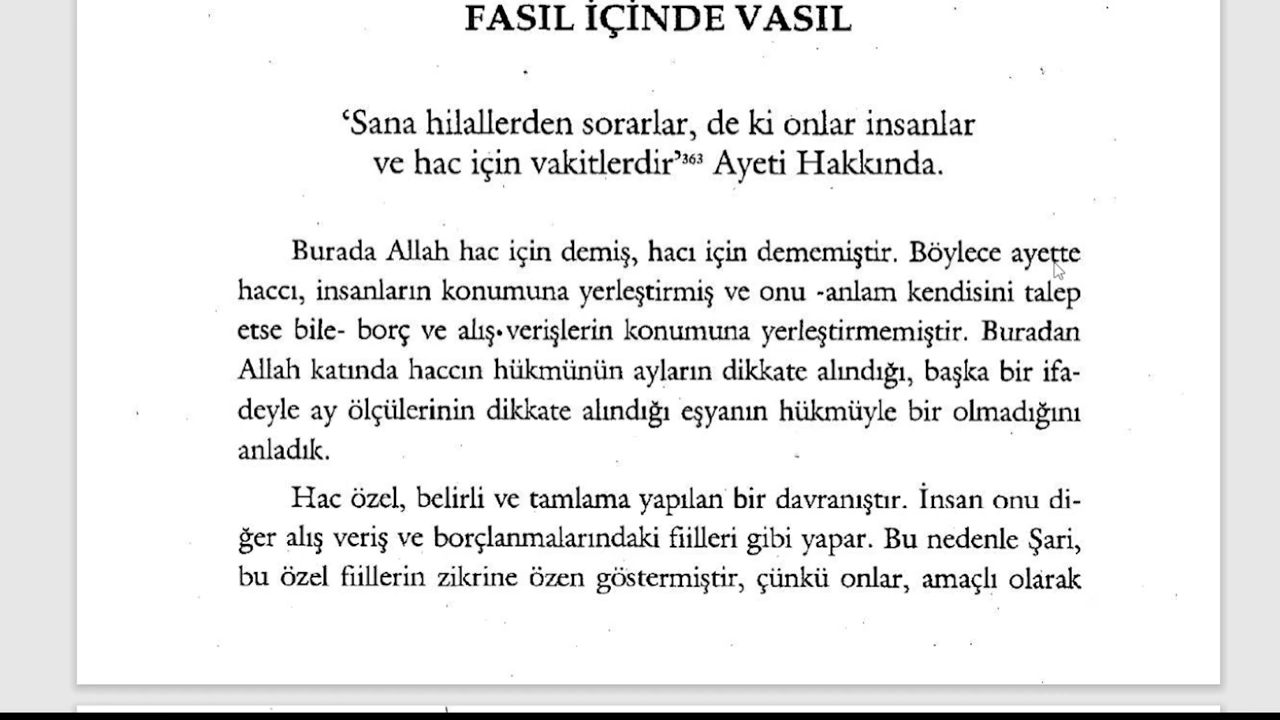 FASIL İÇİNDE VASIL
‘Sana hilallerden sorarlar, de ki onlar insanlar
ve hac için vakitlerdir’³⁶³ Ayeti Hakkında.
Burada Allah hac için demiş, hacı için dememiştir. Böylece ayette
haccı, insanların konumuna yerleştirmiş ve onu -anlam kendisini talep
etse bile- borç ve alış verişlerin konumuna yerleştirmemiştir. Buradan
Allah katında haccın hükmünün ayların dikkate alındığı, başka bir ifa-
deyle ay ölçülerinin dikkate alındığı eşyanın hükmüyle bir olmadığını
anladık.
Hac özel, belirli ve tamlama yapılan bir davranıştır. İnsan onu di-
ğer alış veriş ve borçlanmalarındaki fiilleri gibi yapar. Bu nedenle Şari,
bu özel fiillerin zikrine özen göstermiştir, çünkü onlar, amaçlı olarak